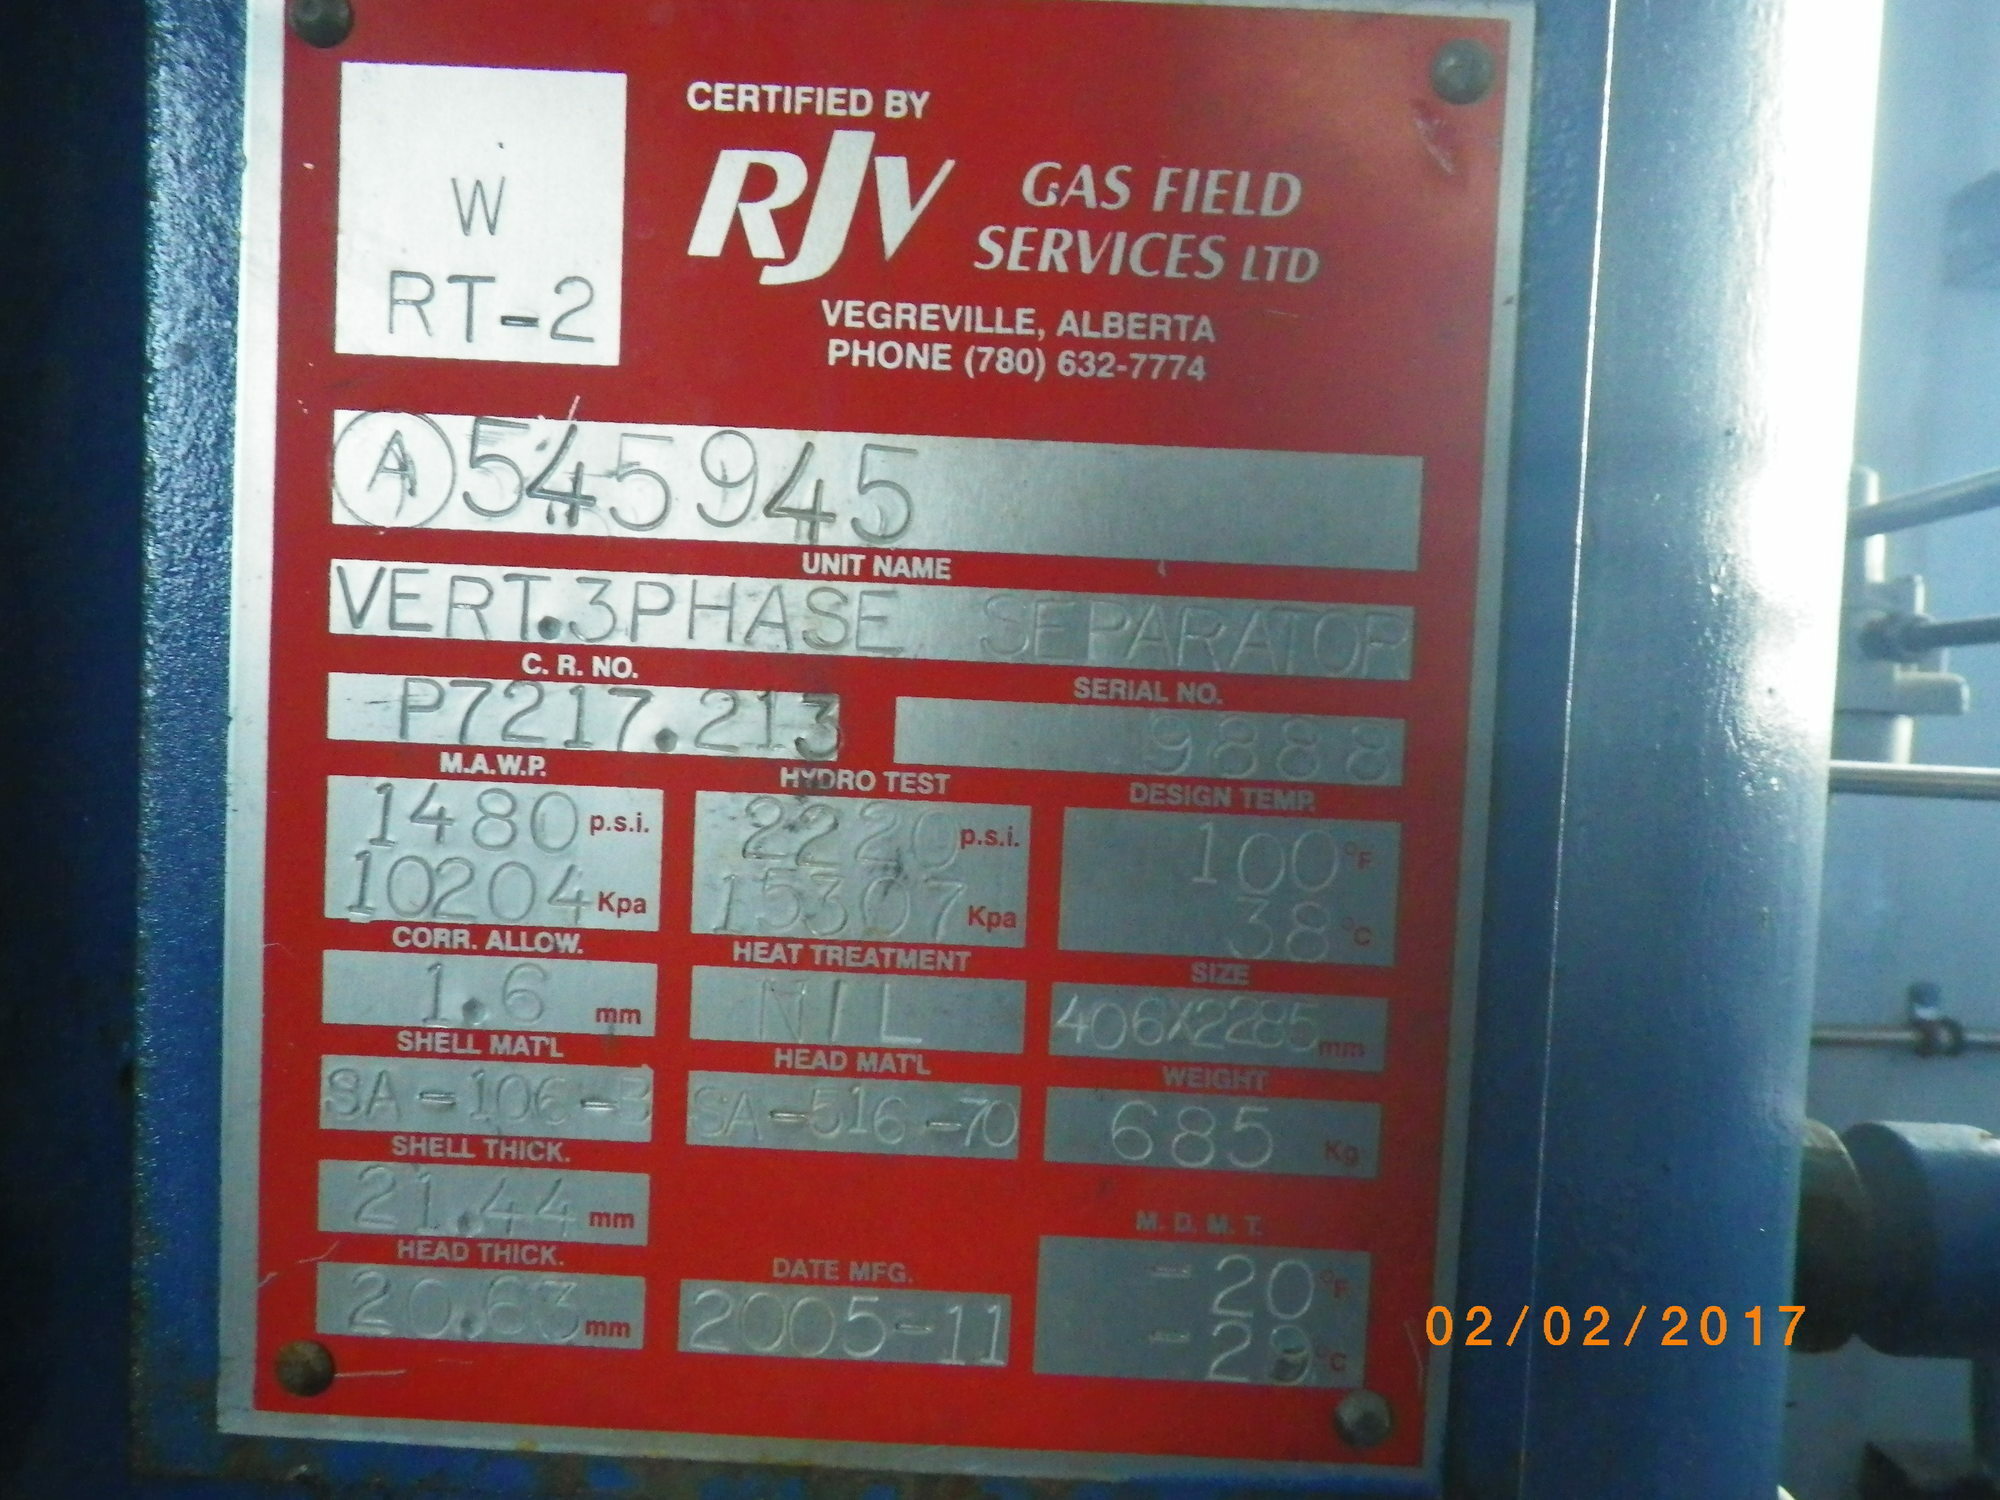 W
RT-2
CERTIFIED BY
RJV GAS FIELD
SERVICES LTD
VEGREVILLE, ALBERTA
PHONE (780) 632-7774
A 545945
UNIT NAME
VERT.3PHASE SEPARATOR
C. R. NO.
P7217.213
SERIAL NO.
9888
M.A.W.P.
1480 p.s.i.
10204 Kpa
HYDRO TEST
2220 p.s.i.
15307 Kpa
DESIGN TEMP.
100 °F
38 °C
CORR. ALLOW.
1.6 mm
HEAT TREATMENT
NIL
SIZE
406X2285 mm
SHELL MAT'L
SA-106-B
HEAD MAT'L
SA-516-70
WEIGHT
685 Kg
SHELL THICK.
21.44 mm
HEAD THICK.
20.63 mm
DATE MFG.
2005-11
M. D. M. T.
-20 °F
-29 °C
02/02/2017